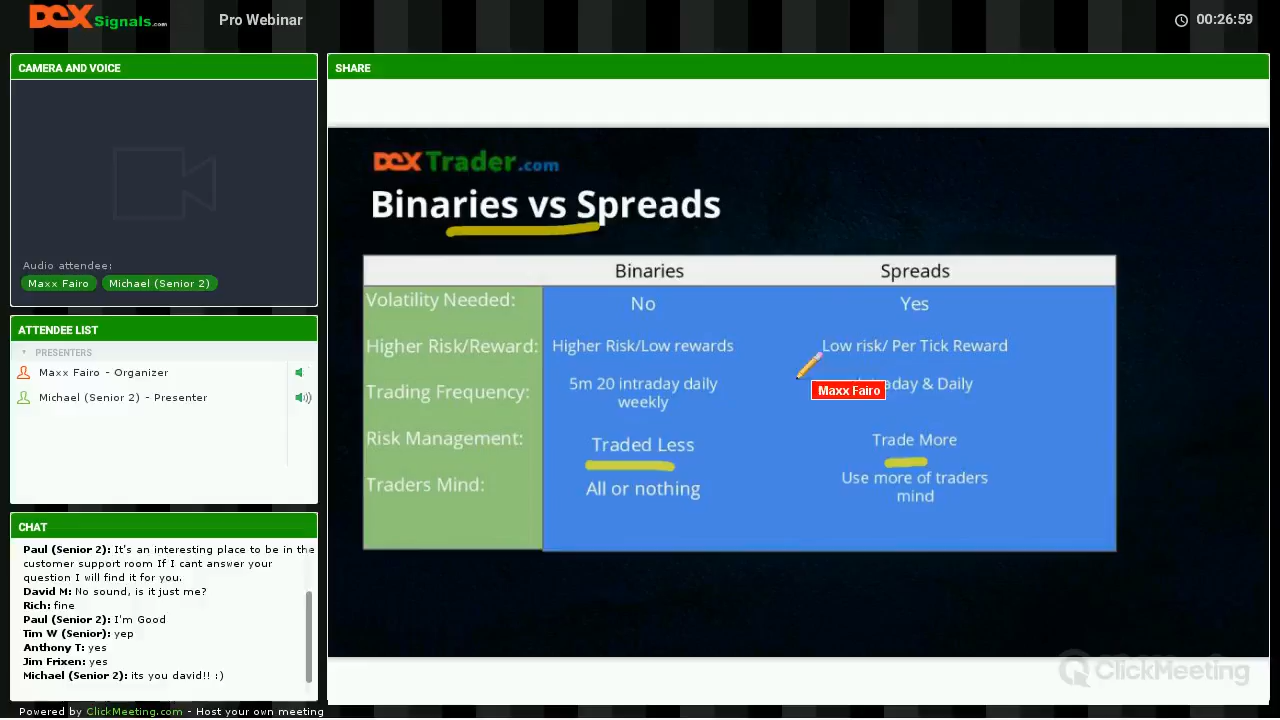 DCX Signals.com
Pro Webinar
00:26:59
CAMERA AND VOICE
Audio attendee:
Maxx Fairo
Michael (Senior 2)
ATTENDEE LIST
PRESENTERS
Maxx Fairo - Organizer
Michael (Senior 2) - Presenter
CHAT
Paul (Senior 2): It's an interesting place to be in the
customer support room If I cant answer your
question I will find it for you.
David M: No sound, is it just me?
Rich: fine
Paul (Senior 2): I'm Good
Tim W (Senior): yep
Anthony T: yes
Jim Frixen: yes
Michael (Senior 2): its you david!! :)
Powered by ClickMeeting.com - Host your own meeting
SHARE
DCX Trader.com
Binaries vs Spreads
Binaries Spreads
Volatility Needed: No Yes
Higher Risk/Reward: Higher Risk/Low rewards Low risk/ Per Tick Reward
Trading Frequency: 5m 20 intraday daily
weekly
& Daily
Maxx Fairo
Risk Management: Traded Less Trade More
Traders Mind: All or nothing Use more of traders
mind
ClickMeeting